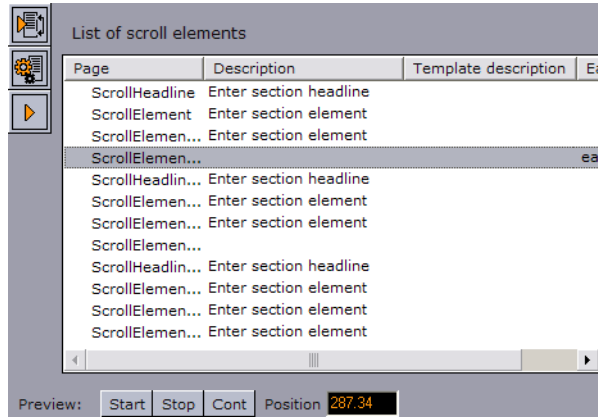 List of scroll elements
Page Description Template description Ea
ScrollHeadline Enter section headline
ScrollElement Enter section element
ScrollElemen... Enter section element
ScrollElemen... ea
ScrollHeadlin... Enter section headline
ScrollElemen... Enter section element
ScrollElemen... Enter section element
ScrollElemen...
ScrollHeadlin... Enter section headline
ScrollElemen... Enter section element
ScrollElemen... Enter section element
ScrollElemen... Enter section element
Preview: Start Stop Cont Position 287.34